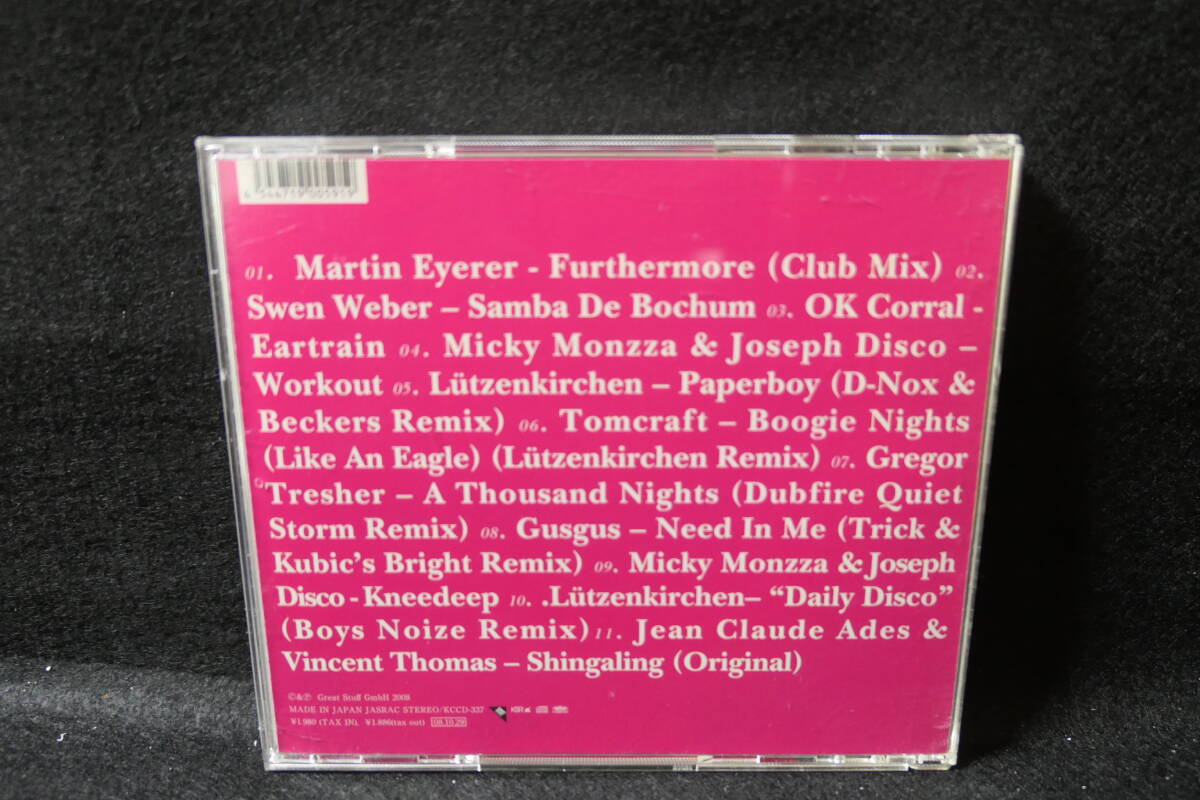 01. Martin Eyerer - Furthermore (Club Mix) 02.
Swen Weber – Samba De Bochum 03. OK Corral -
Eartrain 04. Micky Monzza & Joseph Disco –
Workout 05. Lützenkirchen – Paperboy (D-Nox &
Beckers Remix) 06. Tomcraft – Boogie Nights
(Like An Eagle) (Lützenkirchen Remix) 07. Gregor
Tresher – A Thousand Nights (Dubfire Quiet
Storm Remix) 08. Gusgus – Need In Me (Trick &
Kubic's Bright Remix) 09. Micky Monzza & Joseph
Disco - Kneedeep 10. .Lützenkirchen– “Daily Disco”
(Boys Noize Remix) 11. Jean Claude Ades &
Vincent Thomas – Shingaling (Original)
©&℗ Great Stuff GmbH 2008
MADE IN JAPAN JASRAC STEREO/KCCD-337 KSR
¥1,980 (TAX IN), ¥1,886(tax out) 08.10.29